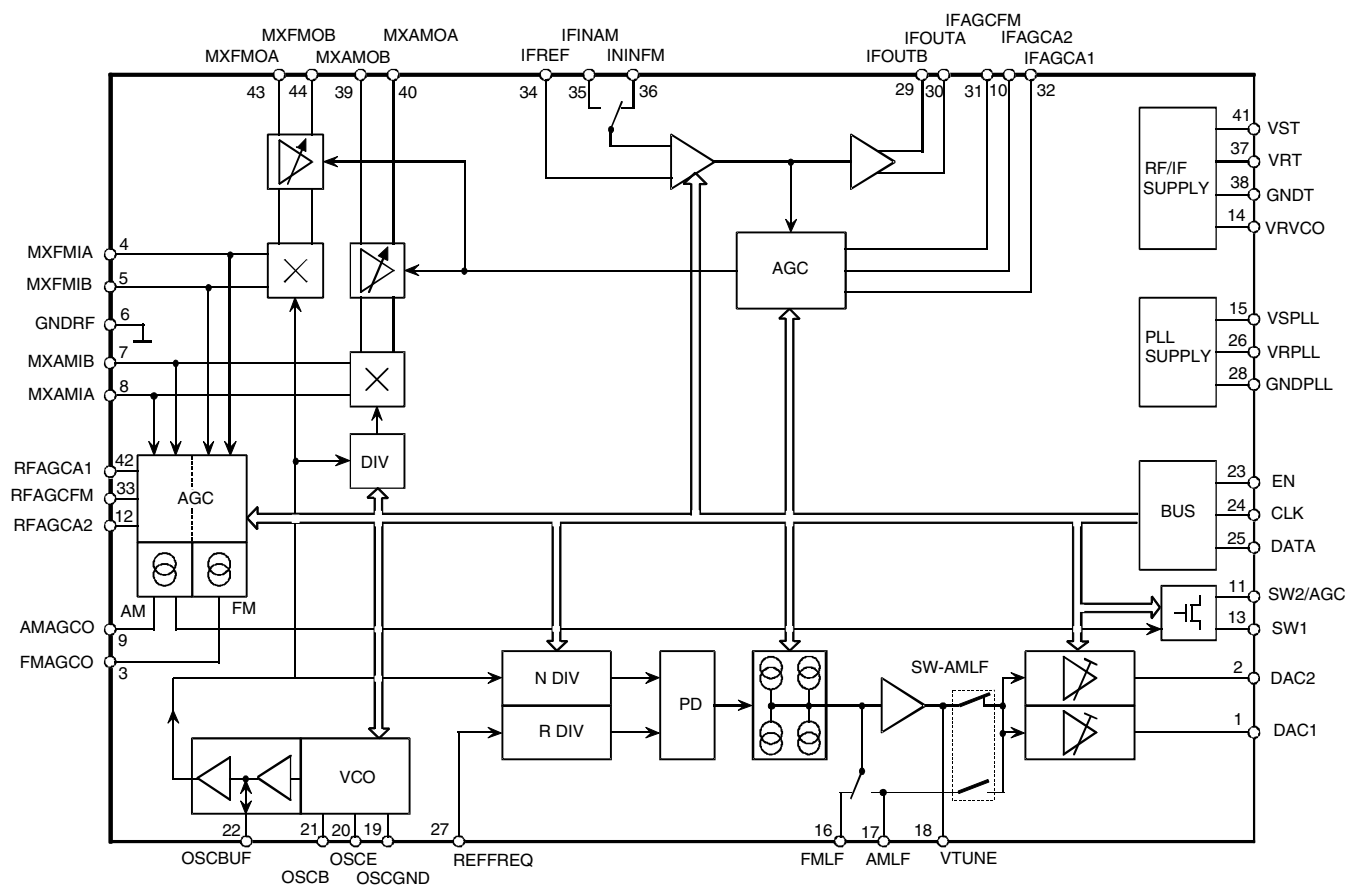 MXFMOB MXAMOA IFINAM IFAGCFM
IFOUTA IFAGCA2
MXFMOA MXAMOB IFREF ININFM IFOUTB IFAGCA1
43 44 39 40 34 35 36 29 30 31 10 32
41 VST
37 VRT
RF/IF
SUPPLY
38 GNDT
14 VRVCO
MXFMIA 4
MXFMIB 5
AGC
GNDRF 6
15 VSPLL
PLL
SUPPLY
26 VRPLL
MXAMIB 7
28 GNDPLL
MXAMIA 8
DIV
RFAGCA1 42
RFAGCFM 33
AGC
RFAGCA2 12
23 EN
BUS
24 CLK
25 DATA
AM FM
11 SW2/AGC
AMAGCO 9
13 SW1
FMAGCO 3
N DIV
R DIV
PD
SW-AMLF
2 DAC2
1 DAC1
VCO
22 21 20 19 27 16 17 18
OSCBUF OSCE REFFREQ FMLF AMLF VTUNE
OSCB OSCGND